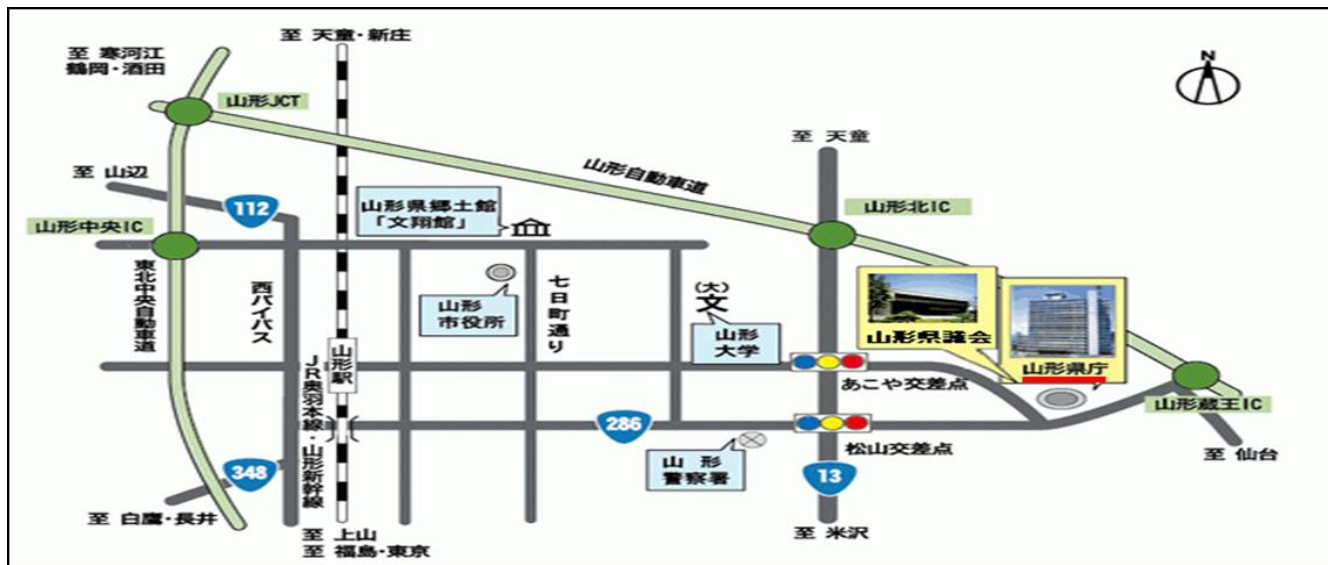 至 天童・新庄
至 寒河江
鶴岡・酒田
N
山形JCT
至 天童
至 山辺
山形自動車道
112
山形県郷土館
「文翔館」
山形北IC
山形中央IC
東北中央自動車道
西バイパス
山形
市役所
七日町通り
(大)
文
山形
大学
山形県議会
山形県庁
山形駅
JR奥羽本線・山形新幹線
あこや交差点
山形蔵王IC
286
松山交差点
至 仙台
山形
警察署
348
13
至 白鷹・長井
至 上山
至 福島・東京
至 米沢